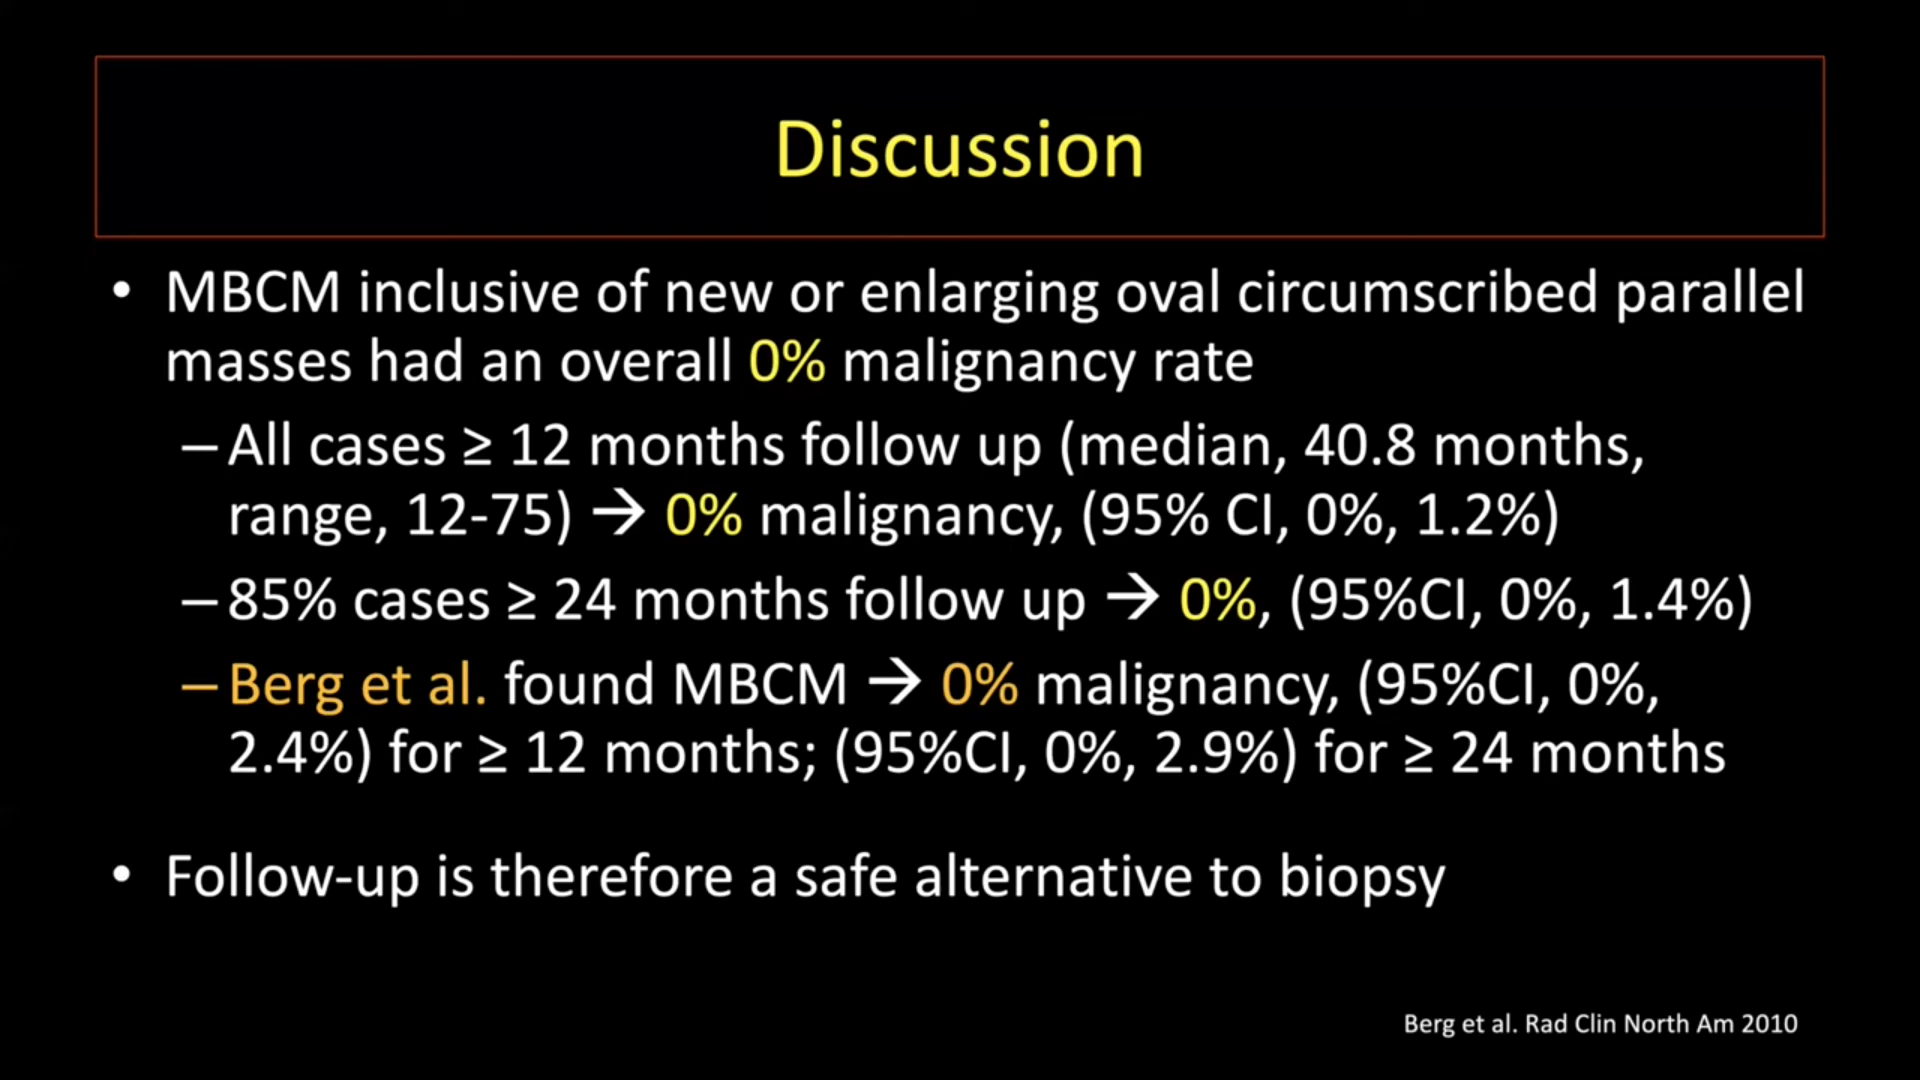 Discussion
• MBCM inclusive of new or enlarging oval circumscribed parallel
masses had an overall 0% malignancy rate
– All cases ≥ 12 months follow up (median, 40.8 months,
range, 12-75) → 0% malignancy, (95% CI, 0%, 1.2%)
– 85% cases ≥ 24 months follow up → 0%, (95%CI, 0%, 1.4%)
– Berg et al. found MBCM → 0% malignancy, (95%CI, 0%,
2.4%) for ≥ 12 months; (95%CI, 0%, 2.9%) for ≥ 24 months
• Follow-up is therefore a safe alternative to biopsy
Berg et al. Rad Clin North Am 2010